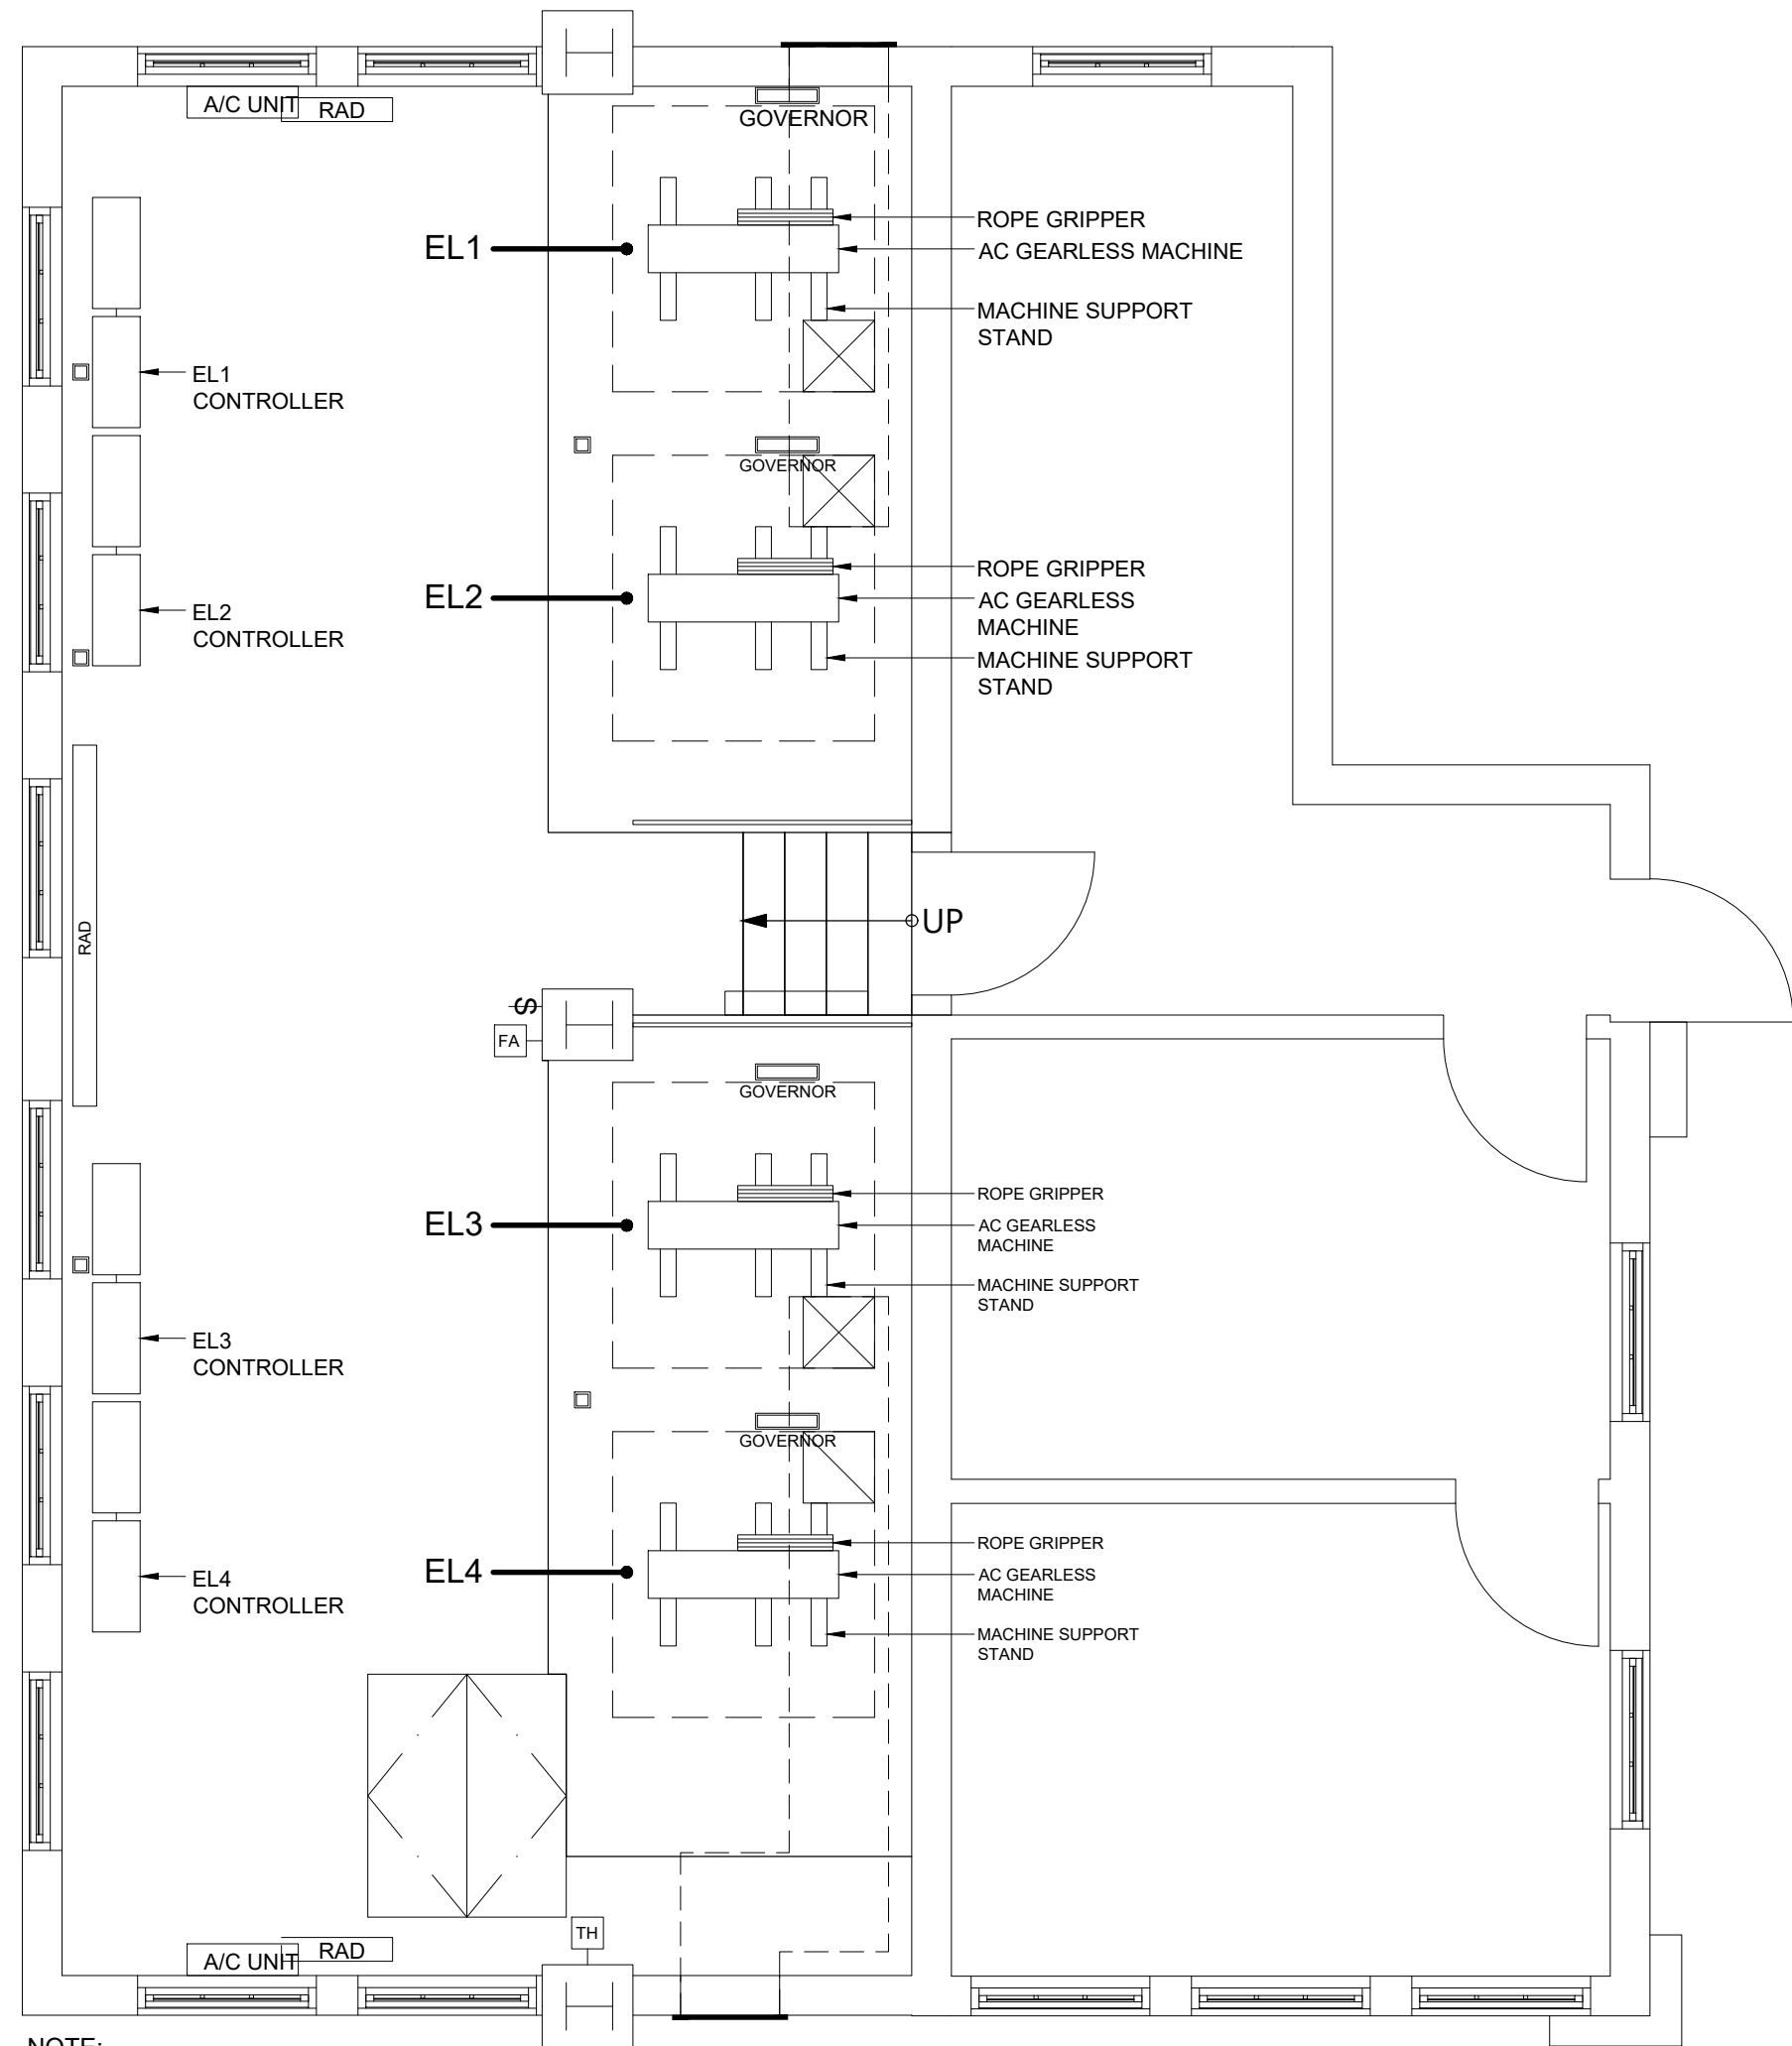 A/C UNIT
RAD
GOVERNOR
EL1
ROPE GRIPPER
AC GEARLESS MACHINE
MACHINE SUPPORT
STAND
EL1
CONTROLLER
GOVERNOR
EL2
ROPE GRIPPER
AC GEARLESS
MACHINE
MACHINE SUPPORT
STAND
EL2
CONTROLLER
RAD
UP
S
FA
GOVERNOR
EL3
ROPE GRIPPER
AC GEARLESS
MACHINE
MACHINE SUPPORT
STAND
EL3
CONTROLLER
GOVERNOR
EL4
ROPE GRIPPER
AC GEARLESS
MACHINE
MACHINE SUPPORT
STAND
EL4
CONTROLLER
TH
A/C UNIT
RAD
NOTE: